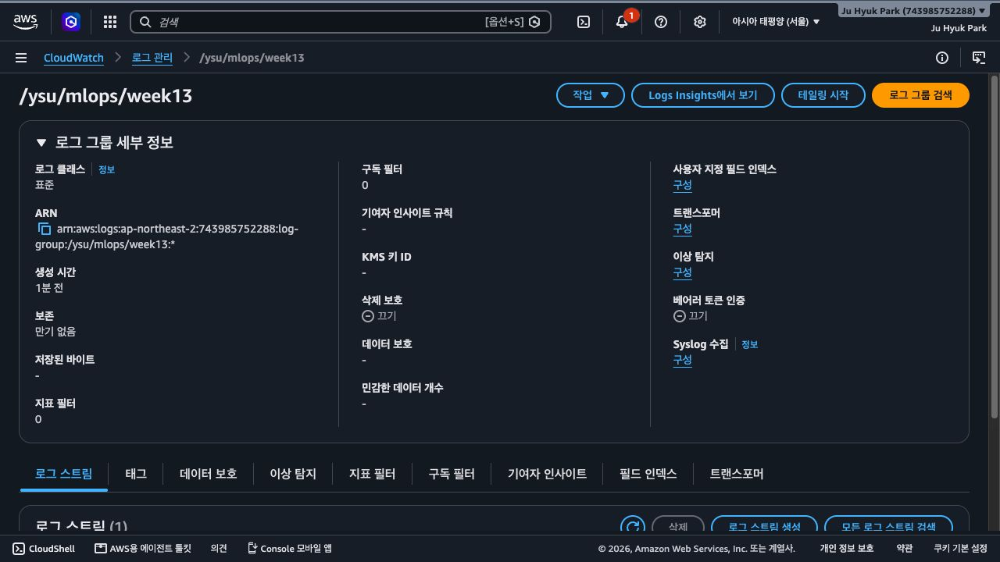 aws
검색
[옵션+S]
1
아시아 태평양 (서울)
Ju Hyuk Park (743985752288)
Ju Hyuk Park
CloudWatch
로그 관리
/ysu/mlops/week13
/ysu/mlops/week13
작업
Logs Insights에서 보기
테일링 시작
로그 그룹 검색
로그 그룹 세부 정보
로그 클래스
정보
표준
ARN
arn:aws:logs:ap-northeast-2:743985752288:log-
group:/ysu/mlops/week13:*
생성 시간
1분 전
보존
만기 없음
저장된 바이트
-
지표 필터
0
구독 필터
0
기여자 인사이트 규칙
-
KMS 키 ID
-
삭제 보호
끄기
데이터 보호
-
민감한 데이터 개수
-
사용자 지정 필드 인덱스
구성
트랜스포머
구성
이상 탐지
구성
베어러 토큰 인증
끄기
Syslog 수집
정보
구성
로그 스트림
태그
데이터 보호
이상 탐지
지표 필터
구독 필터
기여자 인사이트
필드 인덱스
트랜스포머
로그 스트림 (1)
삭제
로그 스트림 생성
모든 로그 스트림 검색
CloudShell
AWS용 에이전트 툴킷
의견
Console 모바일 앱
© 2026, Amazon Web Services, Inc. 또는 계열사.
개인 정보 보호
약관
쿠키 기본 설정